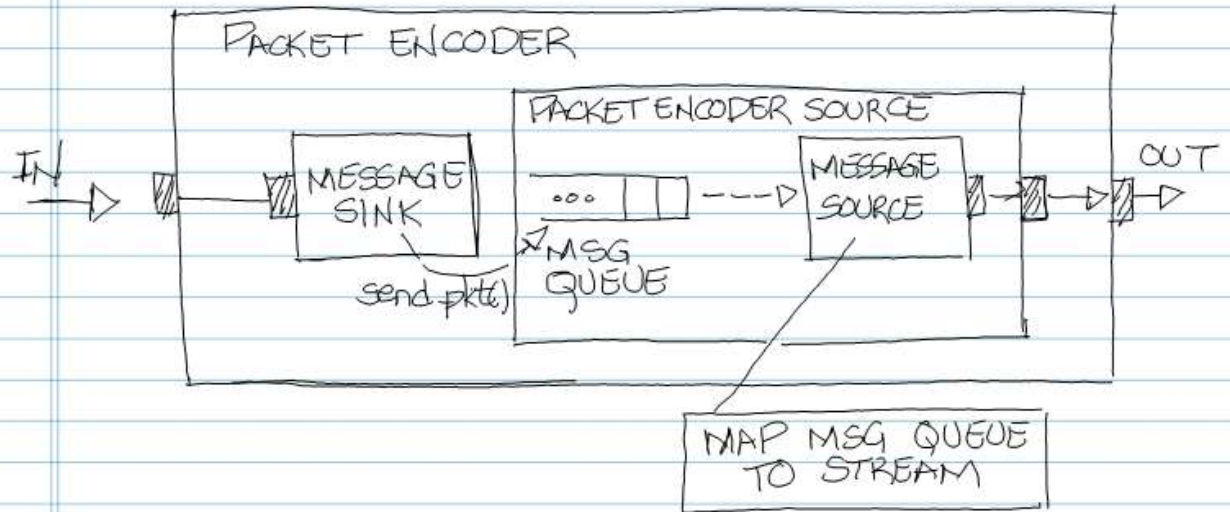 PACKET ENCODER
PACKET ENCODER SOURCE
IN
MESSAGE
SINK
MESSAGE
SOURCE
OUT
MSG
QUEUE
send_pkt()
MAP MSG QUEUE
TO STREAM